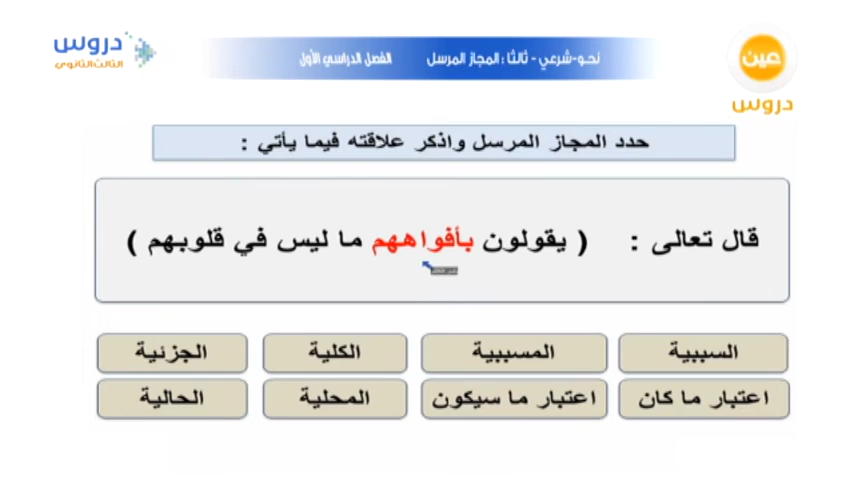 دروس
الثالث الثانوي
نحو-شرعي - ثالثا : المجاز المرسل الفصل الدراسي الأول
عين
دروس
حدد المجاز المرسل واذكر علاقته فيما يأتي :
قال تعالى : ( يقولون بأفواههم ما ليس في قلوبهم )
السببية المسببية الكلية الجزئية
اعتبار ما كان اعتبار ما سيكون المحلية الحالية